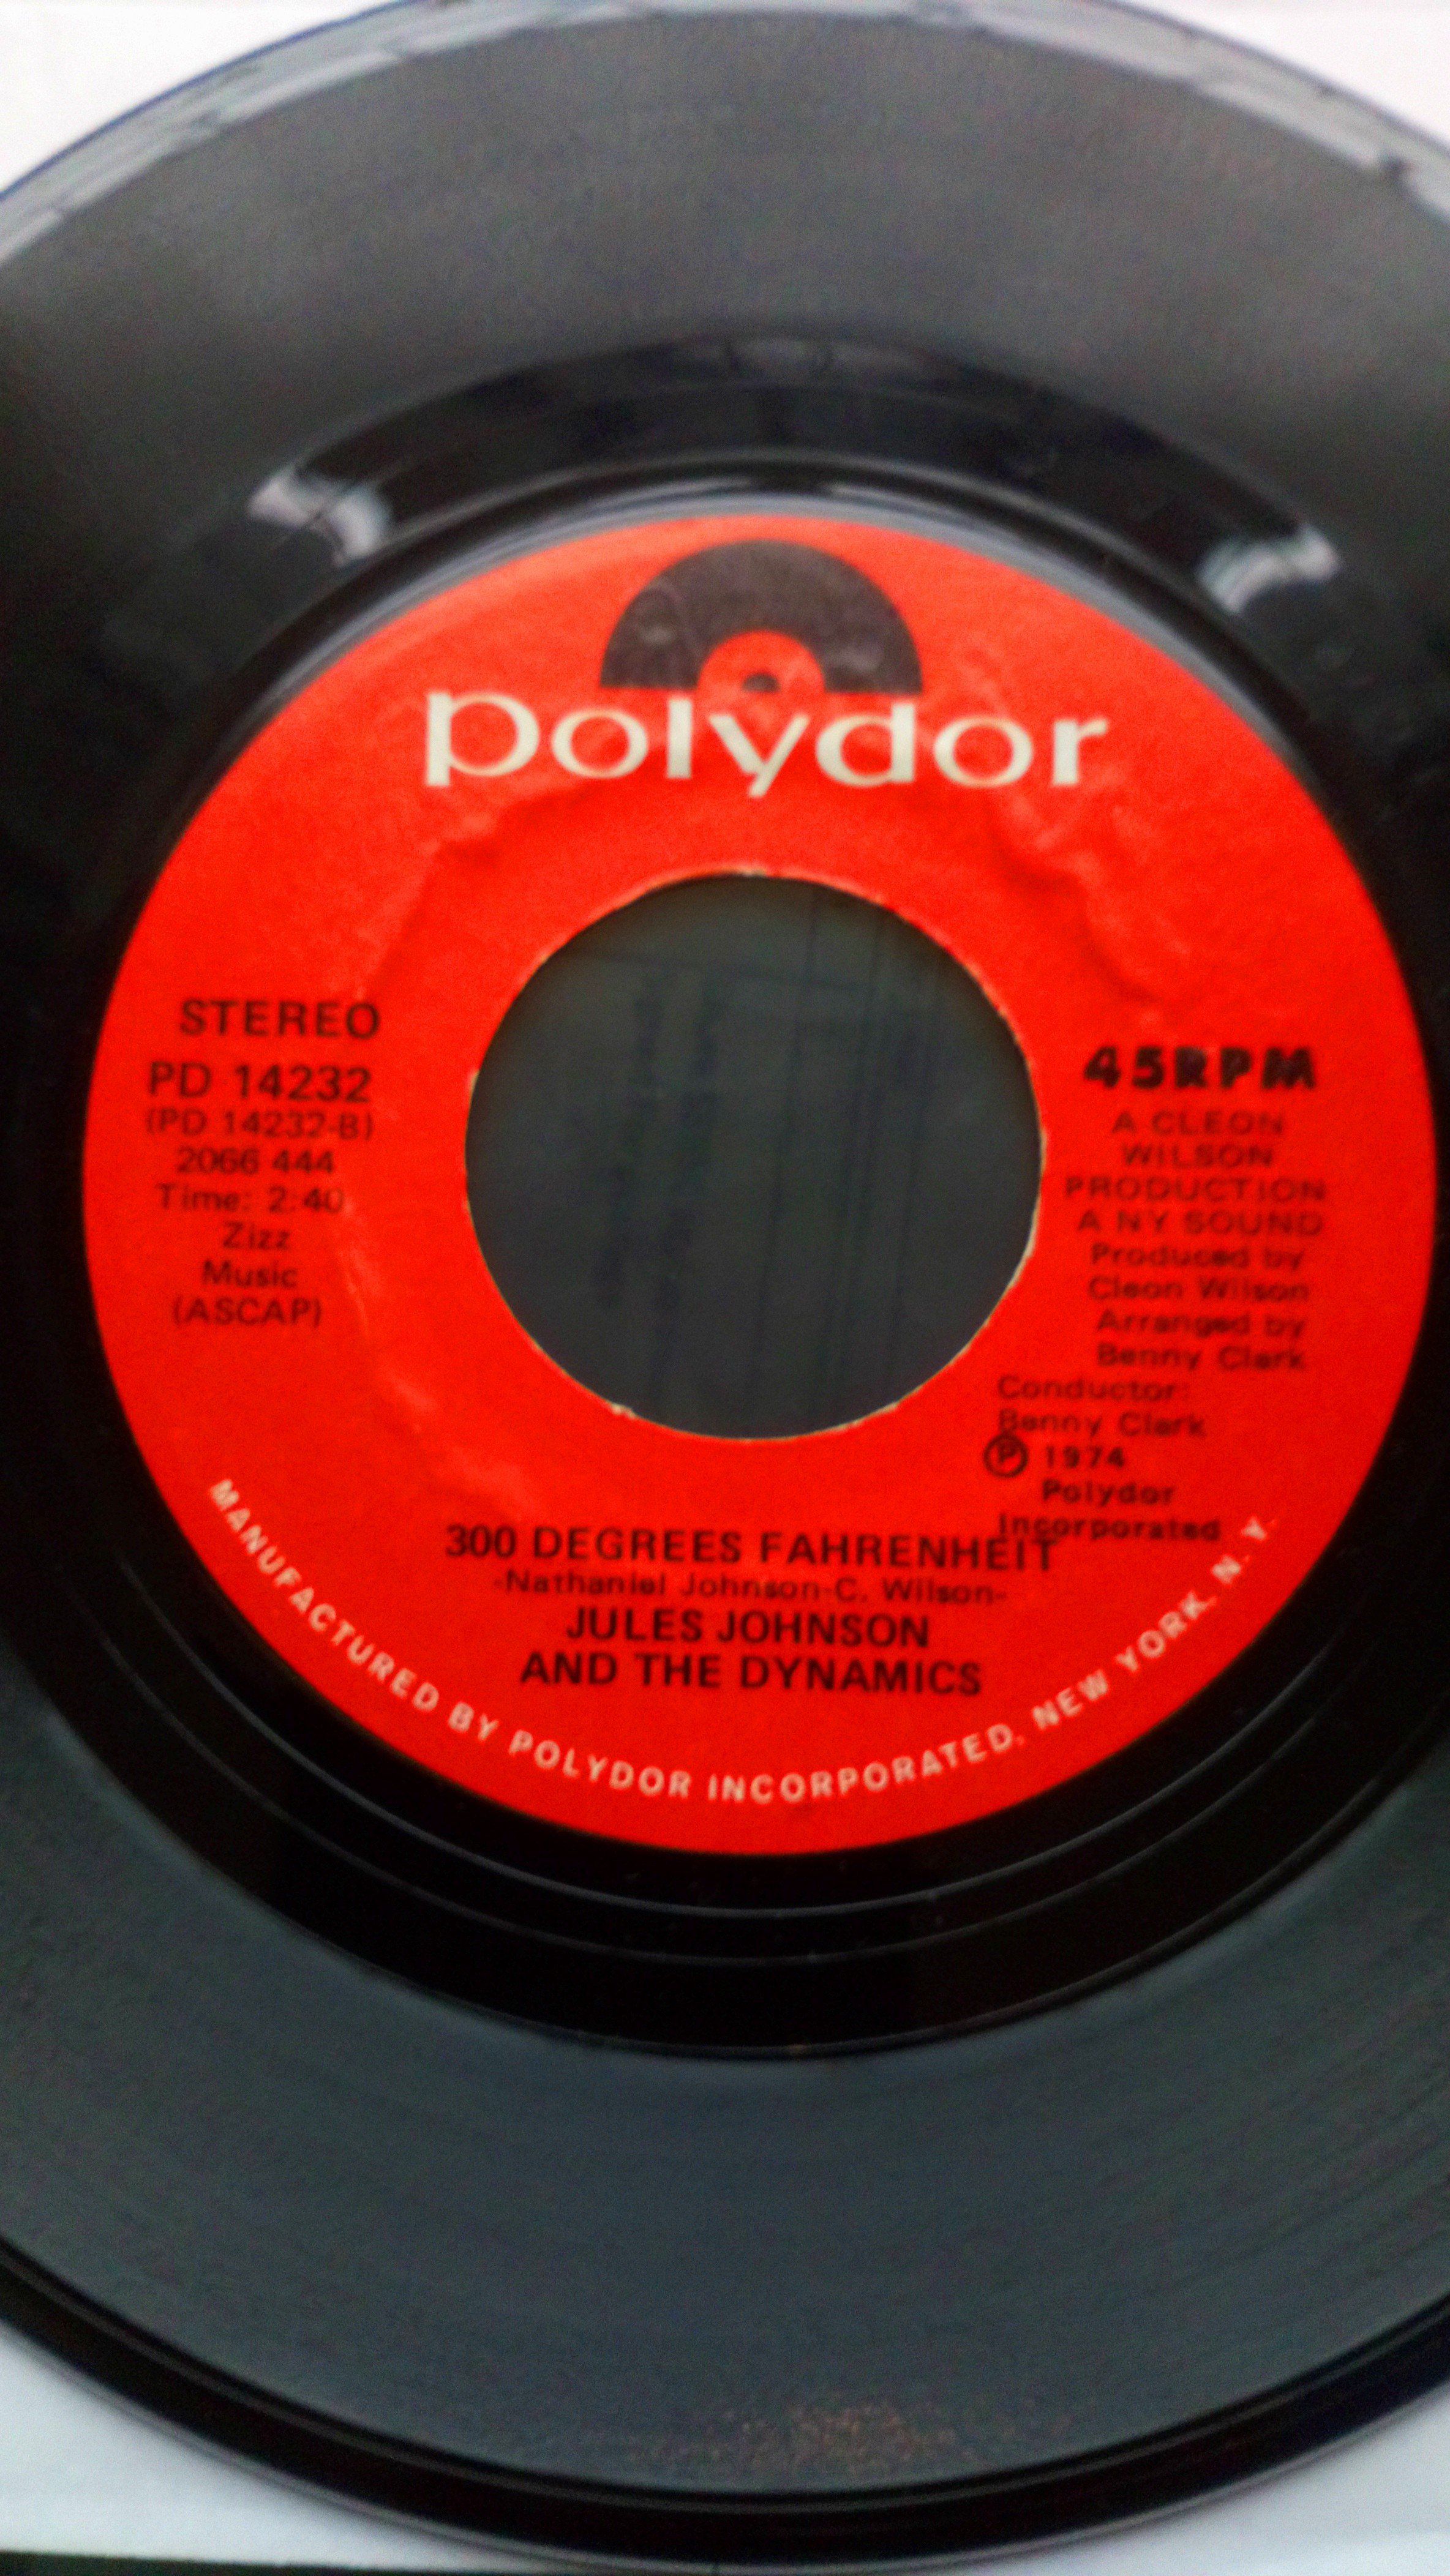 polydor
STEREO
PD 14232
(PD 14232-B)
2066 444
Time: 2:40
Zizz
Music
(ASCAP)
45RPM
A CLEON
WILSON
PRODUCTION
A NY SOUND
Produced by
Cleon Wilson
Arranged by
Benny Clark
Conductor:
Benny Clark
Ⓟ 1974
Polydor
Incorporated
300 DEGREES FAHRENHEIT
-Nathaniel Johnson-C. Wilson-
JULES JOHNSON
AND THE DYNAMICS
MANUFACTURED BY POLYDOR INCORPORATED, NEW YORK, N. Y.